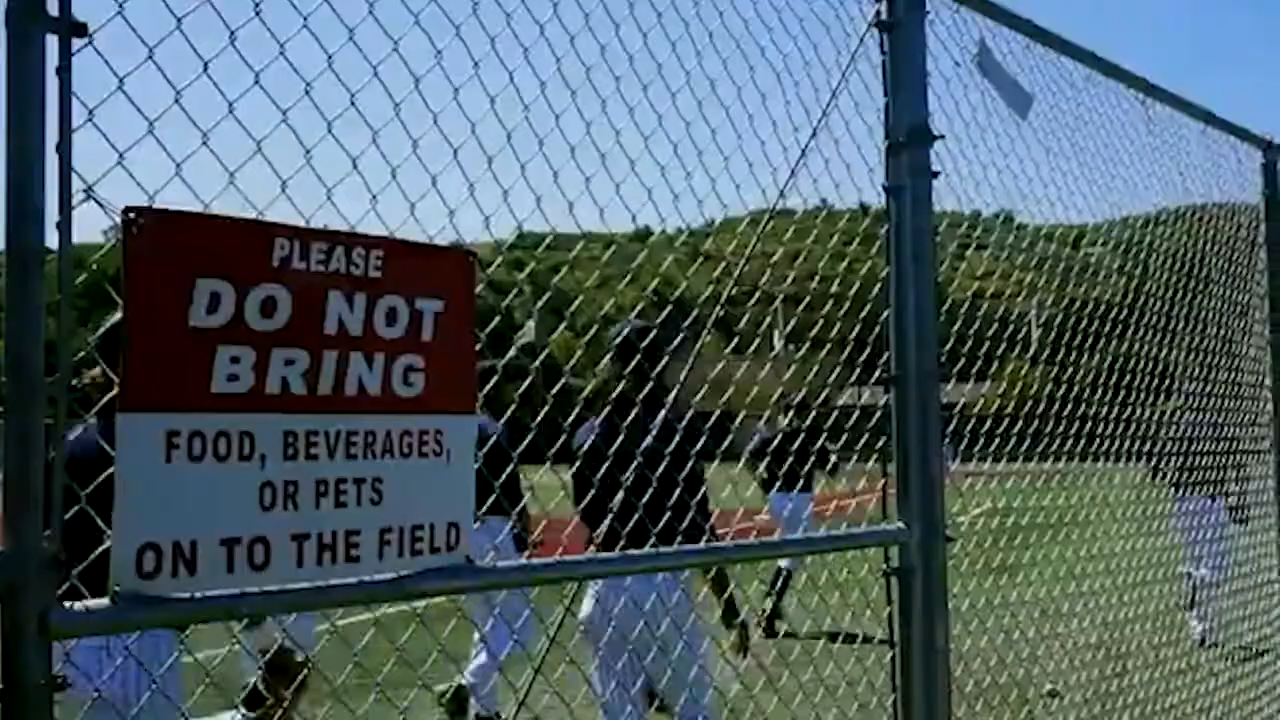 PLEASE
DO NOT
BRING
FOOD, BEVERAGES,
OR PETS
ON TO THE FIELD